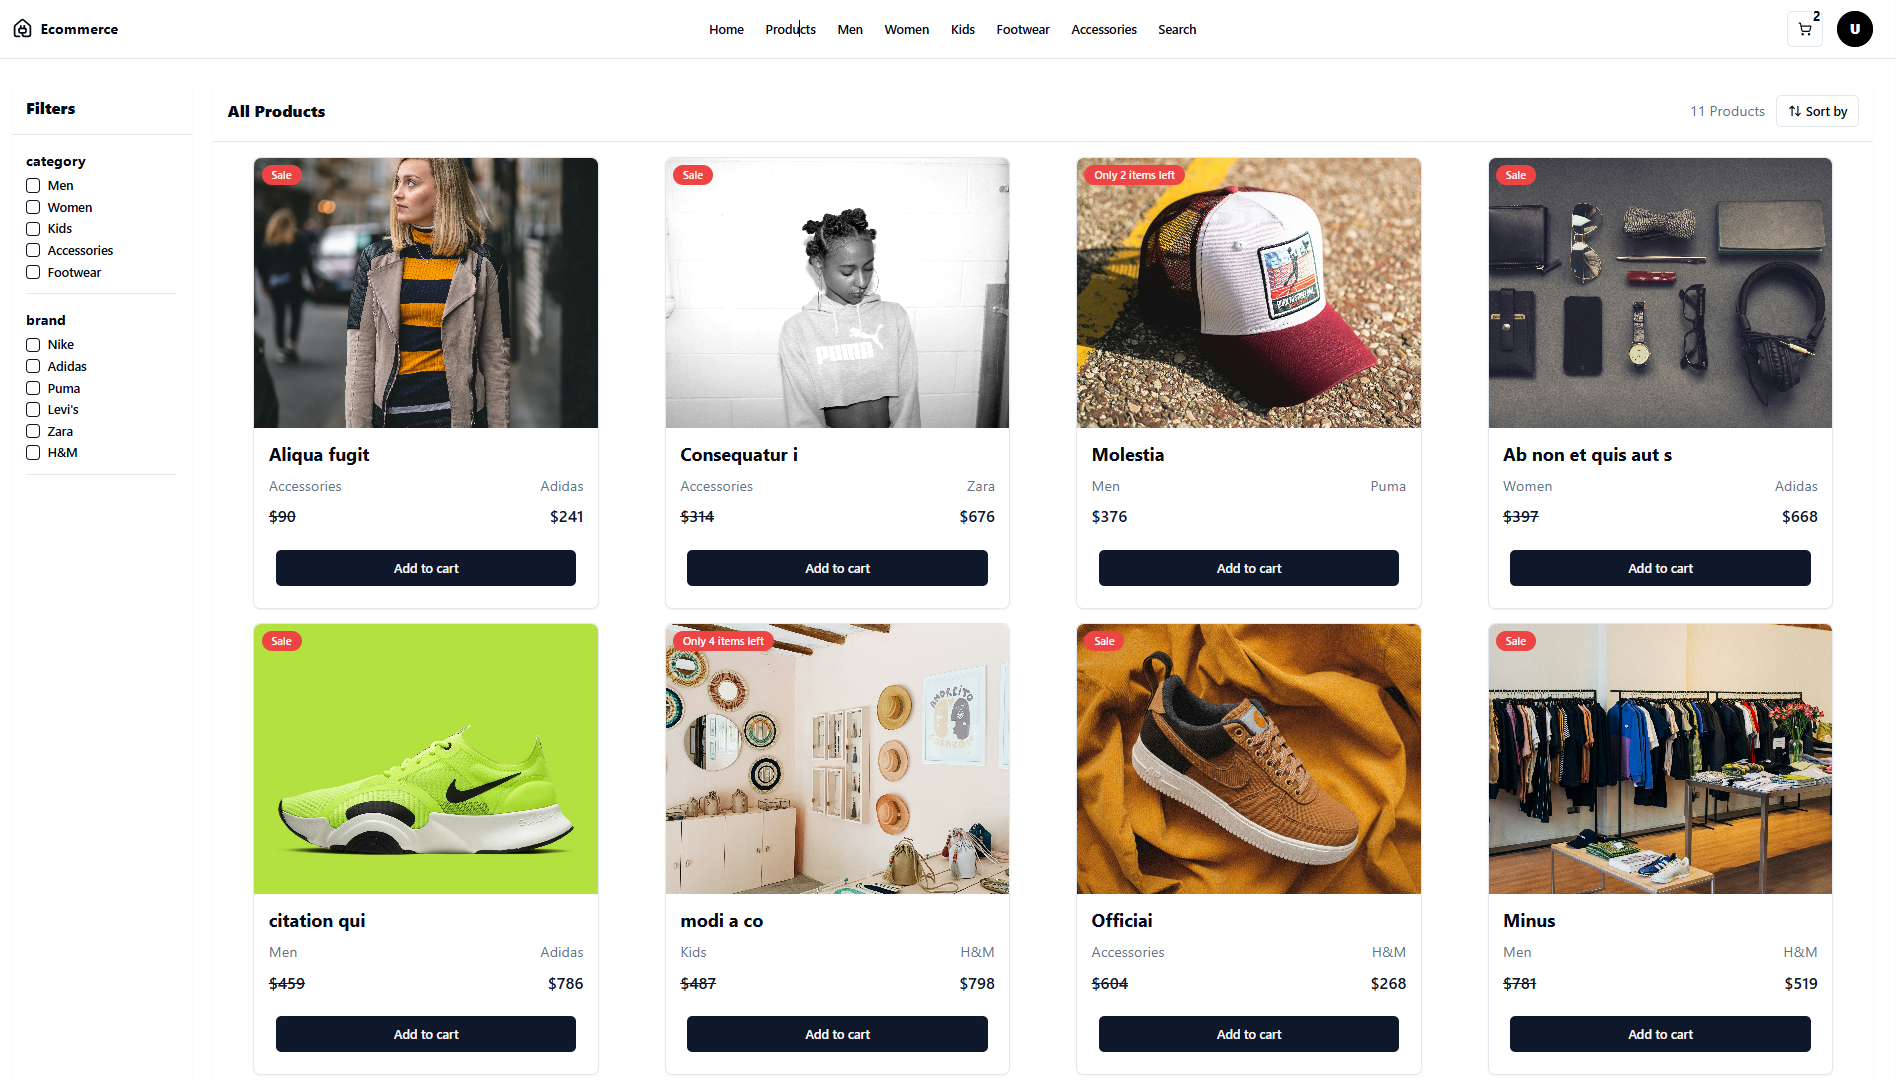 Ecommerce
Home Products Men Women Kids Footwear Accessories Search
2
U
Filters
category
Men
Women
Kids
Accessories
Footwear
brand
Nike
Adidas
Puma
Levi's
Zara
H&M
All Products
11 Products Sort by
Sale
Aliqua fugit
Accessories Adidas
$90 $241
Add to cart
Sale
PUMA
Consequatur i
Accessories Zara
$314 $676
Add to cart
Only 2 items left
Molestia
Men Puma
$376
Add to cart
Sale
Ab non et quis aut s
Women Adidas
$397 $668
Add to cart
Sale
citation qui
Men Adidas
$459 $786
Add to cart
Only 4 items left
AMORCITO
modi a co
Kids H&M
$487 $798
Add to cart
Sale
Officiai
Accessories H&M
$604 $268
Add to cart
Sale
Minus
Men H&M
$781 $519
Add to cart